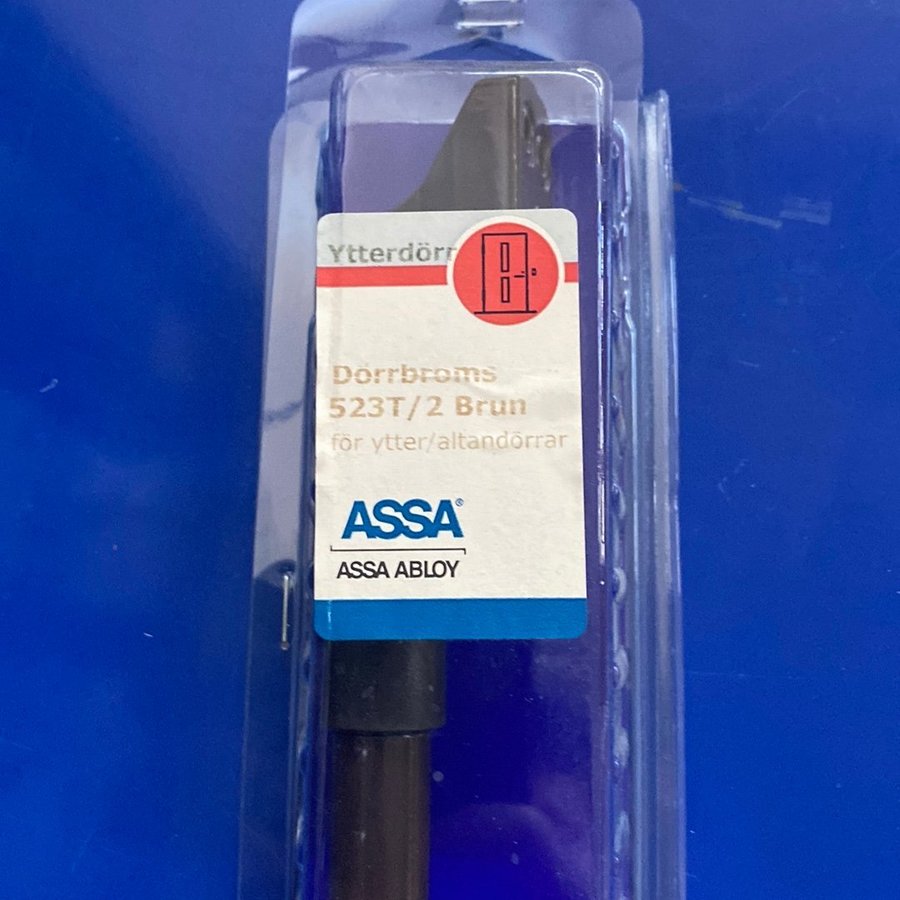 Ytterdörr
Dörrbroms
523T/2 Brun
för ytter/altandörrar
ASSA®
ASSA ABLOY